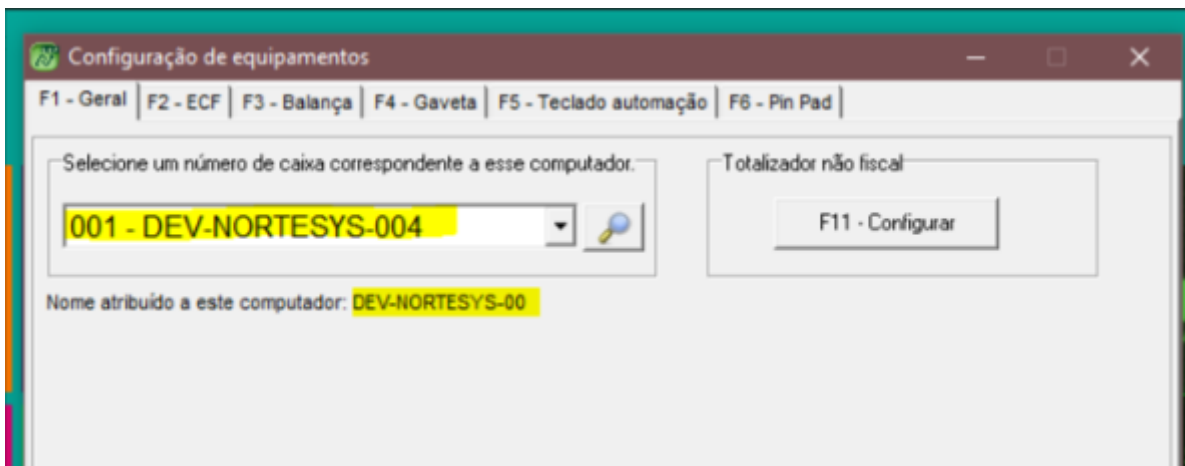 Configuração de equipamentos
F1 - Geral F2 - ECF F3 - Balança F4 - Gaveta F5 - Teclado automação F6 - Pin Pad
Selecione um número de caixa correspondente a esse computador.
Totalizador não fiscal
001 - DEV-NORTESYS-004
F11 - Configurar
Nome atribuído a este computador: DEV-NORTESYS-00